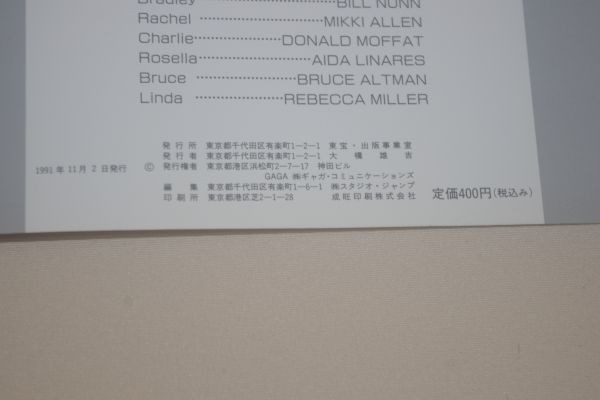 Bradley……………………BILL NUNN
Rachel……………………MIKKI ALLEN
Charlie……………………DONALD MOFFAT
Rosella……………………AIDA LINARES
Bruce ……………………BRUCE ALTMAN
Linda ……………………REBECCA MILLER
発行所 東京都千代田区有楽町1−2−1 東宝・出版事業室
発行者 東京都千代田区有楽町1−2−1 大橋雄吉
1991年11月2日発行 © 発行権者 東京都港区浜松町2−7−17 神田ビル
GAGA ㈱ギャガ・コミュニケーションズ
編集 東京都千代田区有楽町1−6−1 ㈱スタジオ・ジャンプ
印刷所 東京都港区芝2−1−28 成旺印刷株式会社 定価400円(税込み)